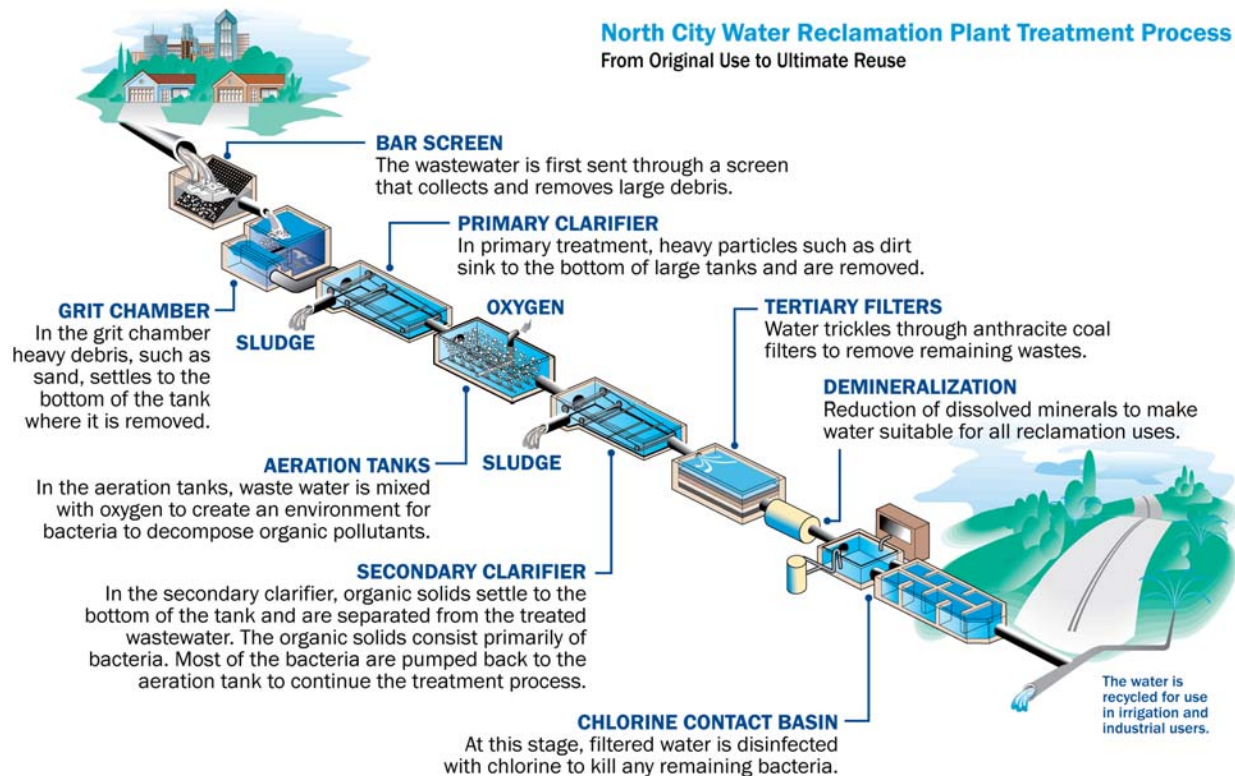 North City Water Reclamation Plant Treatment Process
From Original Use to Ultimate Reuse
BAR SCREEN
The wastewater is first sent through a screen
that collects and removes large debris.
PRIMARY CLARIFIER
In primary treatment, heavy particles such as dirt
sink to the bottom of large tanks and are removed.
GRIT CHAMBER
In the grit chamber
heavy debris, such as
sand, settles to the
bottom of the tank
where it is removed.
SLUDGE
OXYGEN
TERTIARY FILTERS
Water trickles through anthracite coal
filters to remove remaining wastes.
DEMINERALIZATION
Reduction of dissolved minerals to make
water suitable for all reclamation uses.
AERATION TANKS
In the aeration tanks, waste water is mixed
with oxygen to create an environment for
bacteria to decompose organic pollutants.
SLUDGE
SECONDARY CLARIFIER
In the secondary clarifier, organic solids settle to the
bottom of the tank and are separated from the treated
wastewater. The organic solids consist primarily of
bacteria. Most of the bacteria are pumped back to the
aeration tank to continue the treatment process.
CHLORINE CONTACT BASIN
At this stage, filtered water is disinfected
with chlorine to kill any remaining bacteria.
The water is
recycled for use
in irrigation and
industrial users.